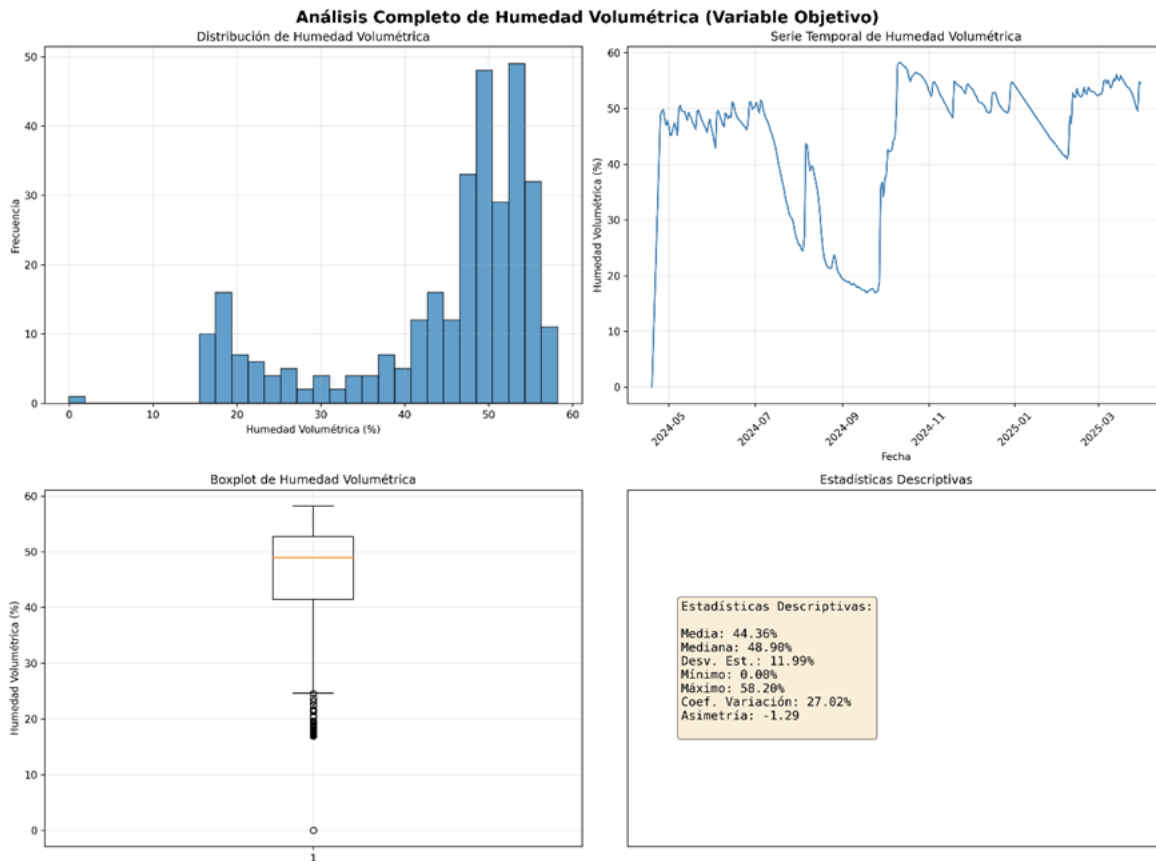 Análisis Completo de Humedad Volumétrica (Variable Objetivo)
Distribución de Humedad Volumétrica
50
40
30
20
10
0
Frecuencia
0 10 20 30 40 50 60
Humedad Volumétrica (%)
Serie Temporal de Humedad Volumétrica
60
50
40
30
20
10
0
Humedad Volumétrica (%)
2024-05 2024-07 2024-09 2024-11 2025-01 2025-03
Fecha
Boxplot de Humedad Volumétrica
60
50
40
30
20
10
0
Humedad Volumétrica (%)
1
Estadísticas Descriptivas
Estadísticas Descriptivas:
Media: 44.36%
Mediana: 48.90%
Desv. Est.: 11.99%
Mínimo: 0.00%
Máximo: 58.20%
Coef. Variación: 27.02%
Asimetría: -1.29